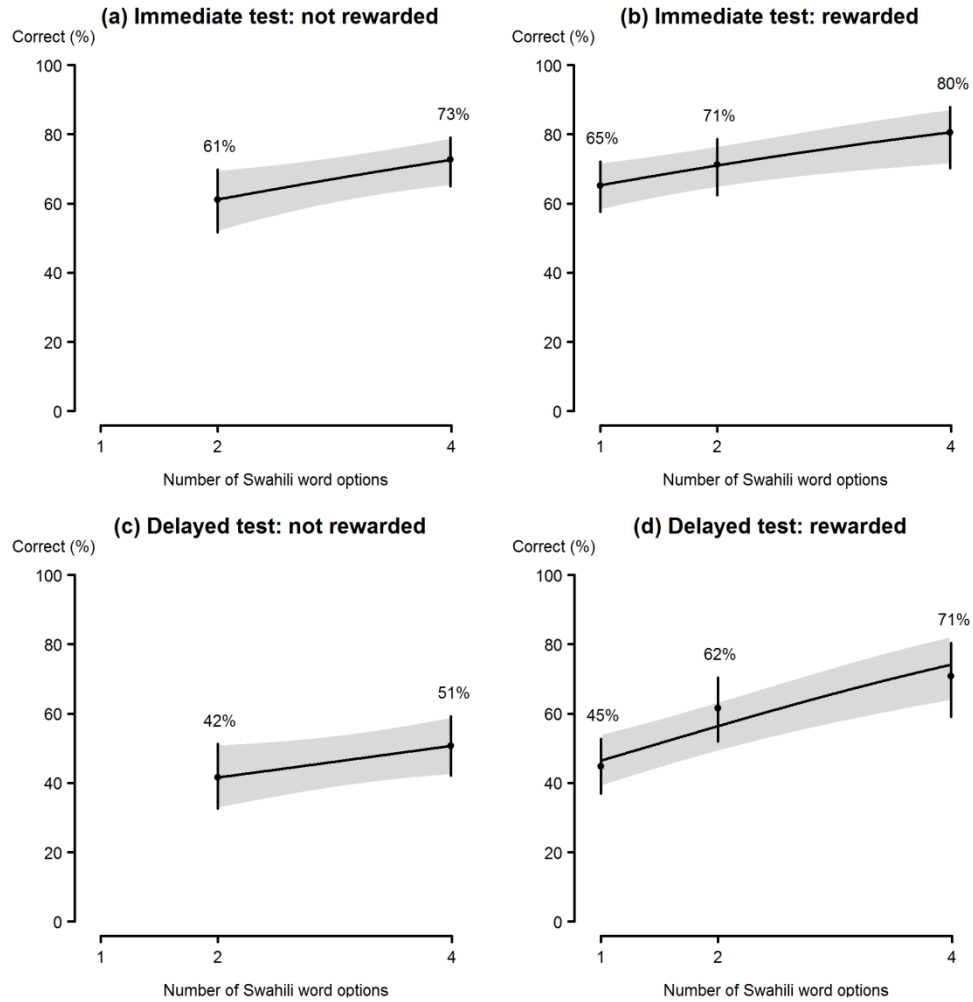 (a) Immediate test: not rewarded
Correct (%)
100
80
60
40
20
0
61%
73%
1 2 4
Number of Swahili word options
(b) Immediate test: rewarded
Correct (%)
100
80
60
40
20
0
65%
71%
80%
1 2 4
Number of Swahili word options
(c) Delayed test: not rewarded
Correct (%)
100
80
60
40
20
0
42%
51%
1 2 4
Number of Swahili word options
(d) Delayed test: rewarded
Correct (%)
100
80
60
40
20
0
45%
62%
71%
1 2 4
Number of Swahili word options